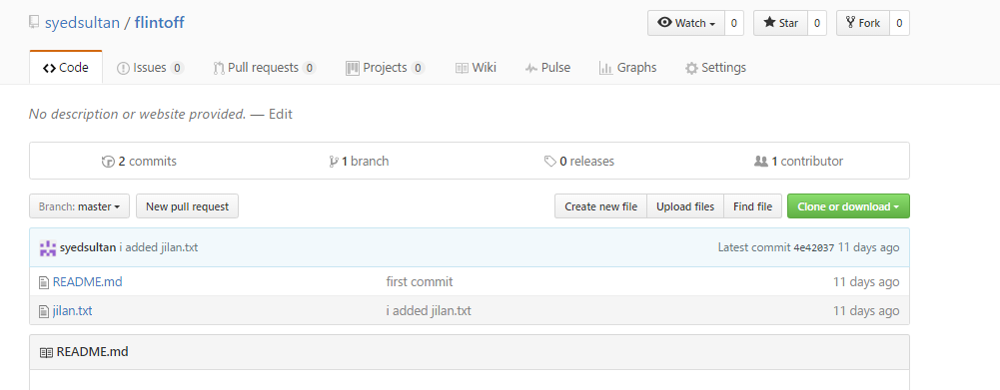 syedsultan / flintoff
Watch 0 Star 0 Fork 0
Code Issues 0 Pull requests 0 Projects 0 Wiki Pulse Graphs Settings
No description or website provided. — Edit
2 commits 1 branch 0 releases 1 contributor
Branch: master New pull request Create new file Upload files Find file Clone or download
syedsultan i added jilan.txt Latest commit 4e42037 11 days ago
README.md first commit 11 days ago
jilan.txt i added jilan.txt 11 days ago
README.md